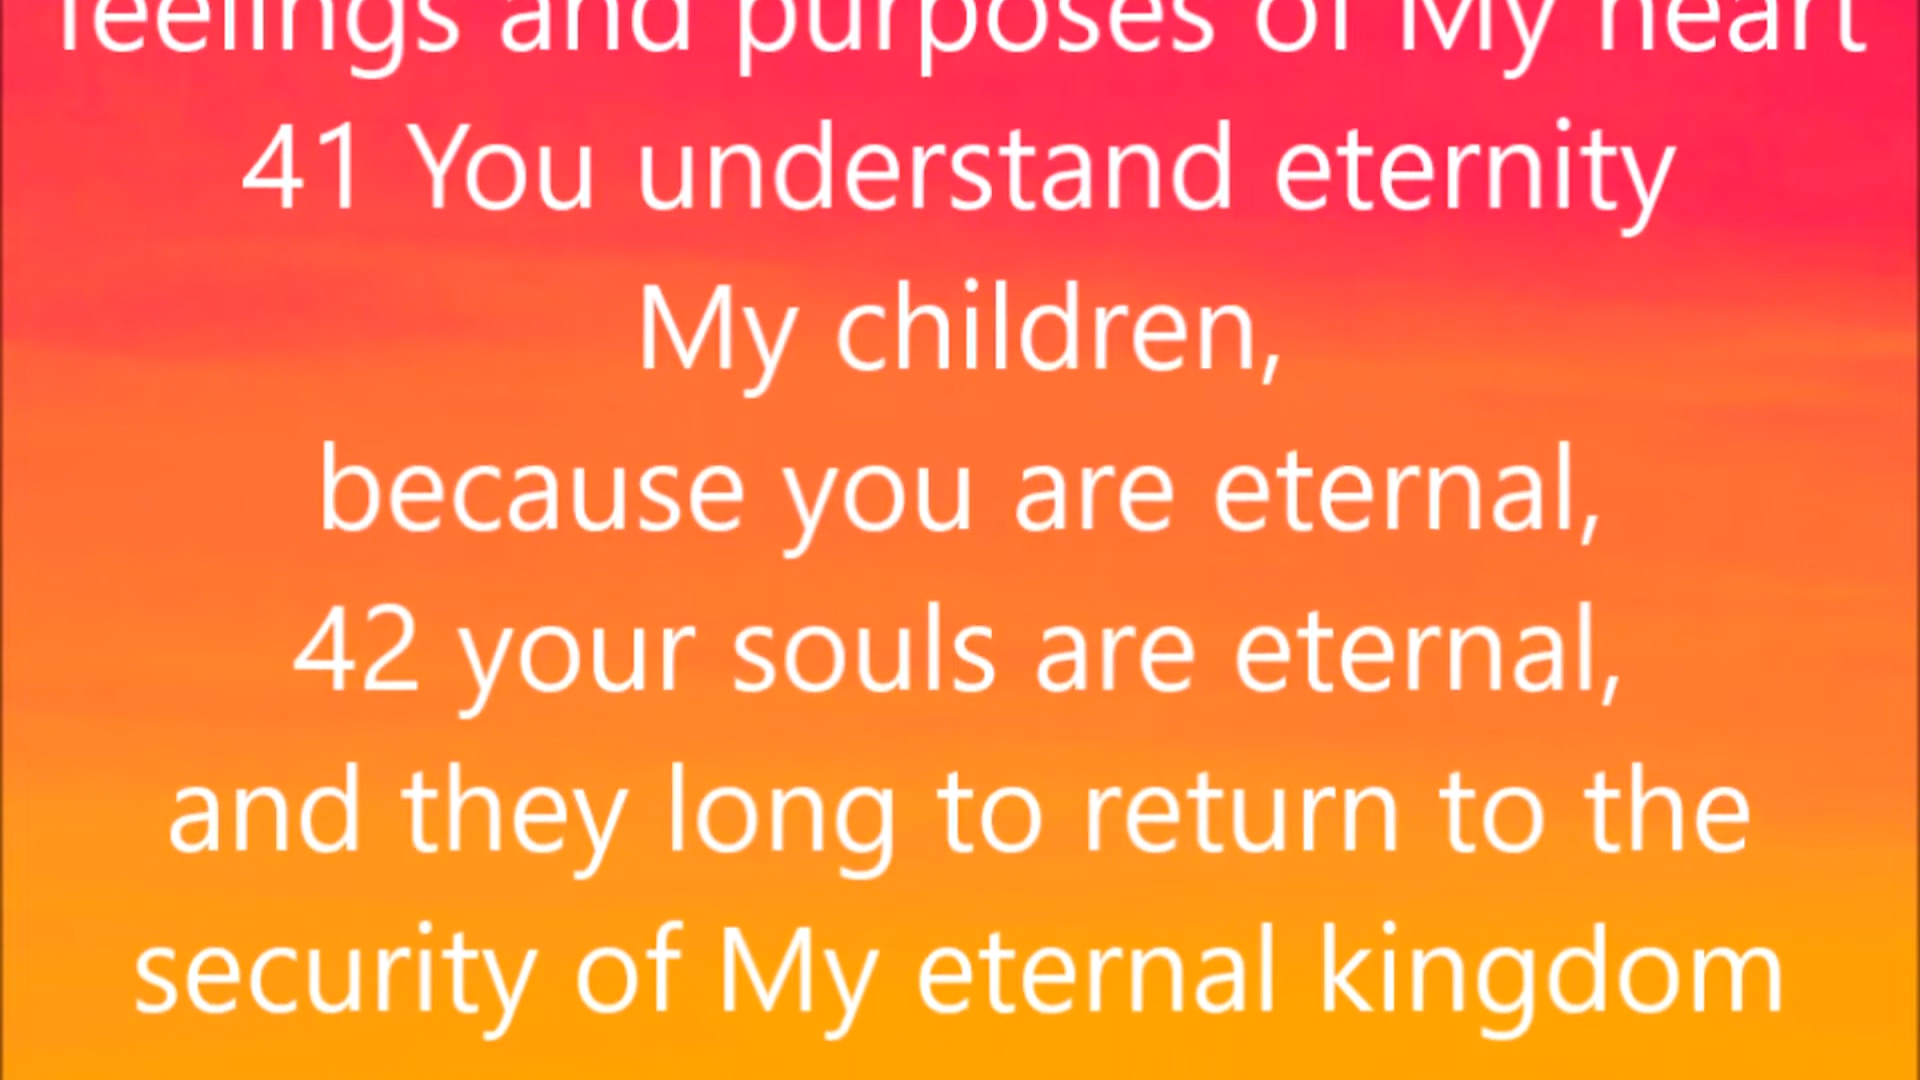 feelings and purposes of My heart
41 You understand eternity
My children,
because you are eternal,
42 your souls are eternal,
and they long to return to the
security of My eternal kingdom